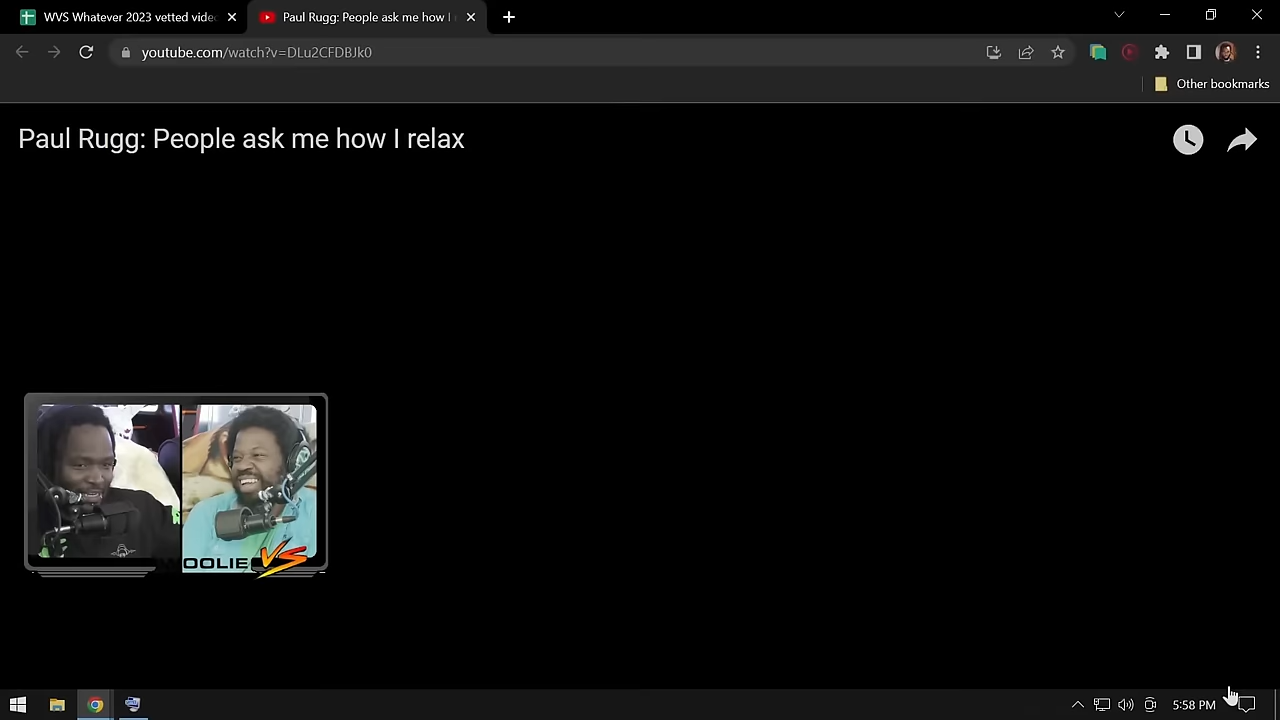 WVS Whatever 2023 vetted vide
Paul Rugg: People ask me how I
youtube.com/watch?v=DLu2CFDBJk0
Other bookmarks
Paul Rugg: People ask me how I relax
OOLIE VS
5:58 PM